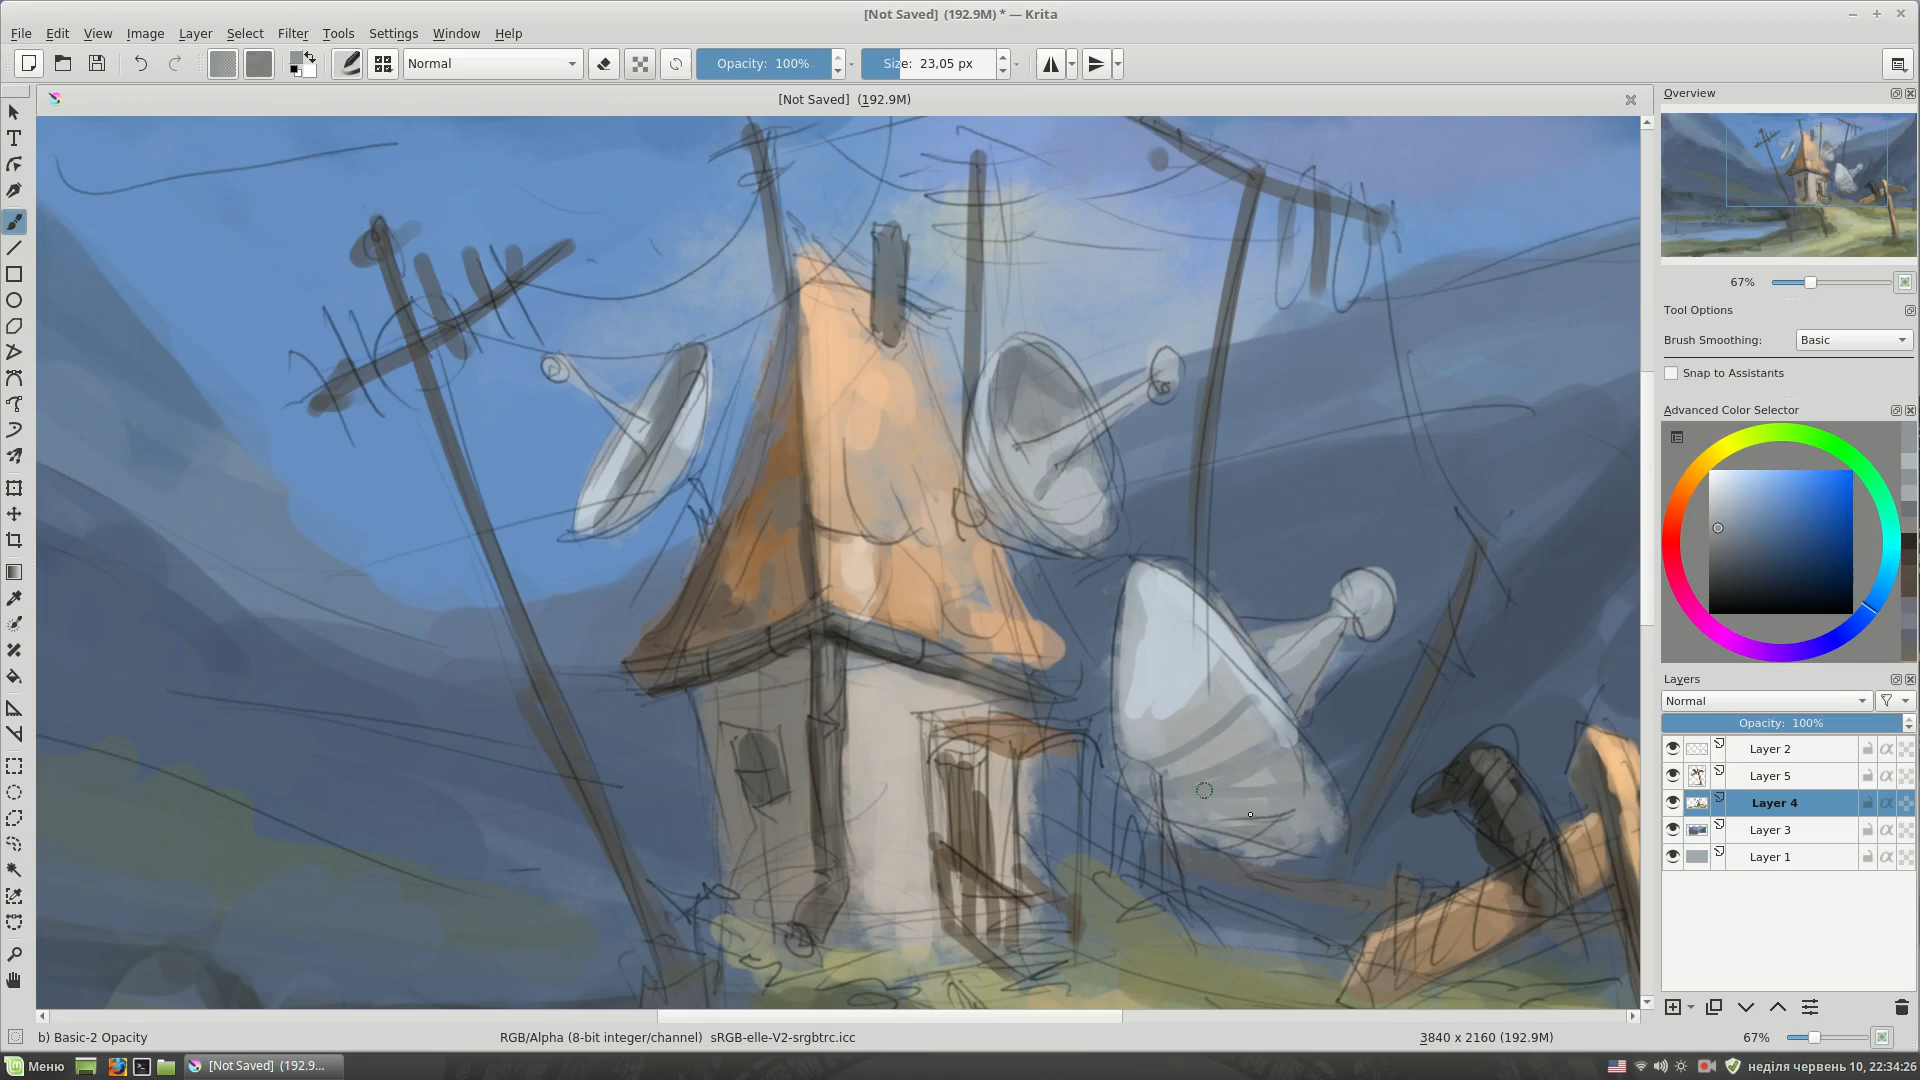 [Not Saved]  (192.9M) * — Krita
File Edit View Image Layer Select Filter Tools Settings Window Help
Normal
Opacity: 100%
Size: 23,05 px
[Not Saved]  (192.9M)
Overview
67%
Tool Options
Brush Smoothing: Basic
Snap to Assistants
Advanced Color Selector
Layers
Normal
Opacity: 100%
Layer 2
Layer 5
Layer 4
Layer 3
Layer 1
b) Basic-2 Opacity
RGB/Alpha (8-bit integer/channel)  sRGB-elle-V2-srgbtrc.icc
3840 x 2160 (192.9M)
67%
Меню
[Not Saved]  (192.9...
неділя червень 10, 22:34:26